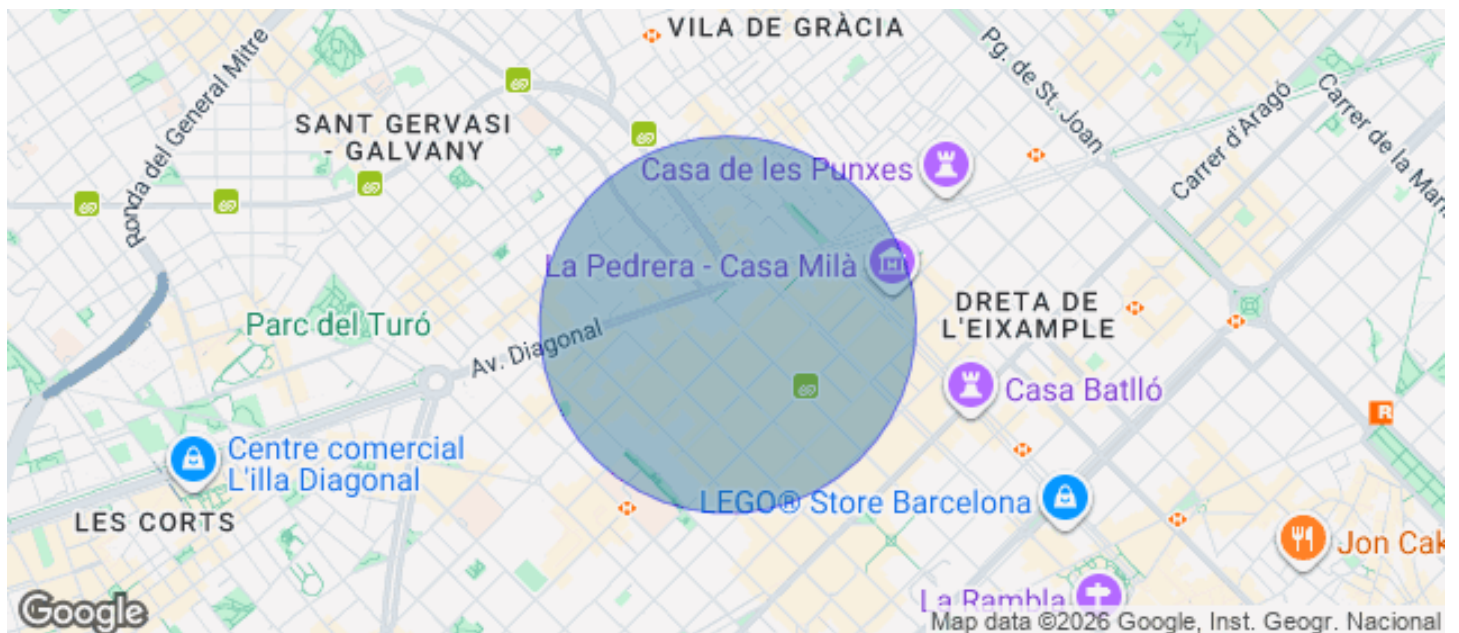 VILA DE GRÀCIA
Ronda del General Mitre
Pg. de St. Joan
Carrer d'Aragó
Carrer de la Mari
SANT GERVASI
- GALVANY
Casa de les Punxes
La Pedrera - Casa Milà
DRETA DE
L'EIXAMPLE
Parc del Turó
Av. Diagonal
Casa Batlló
R
Centre comercial
L'illa Diagonal
LEGO® Store Barcelona
LES CORTS
Jon Cak
La Rambla
Google
Map data ©2026 Google, Inst. Geogr. Nacional